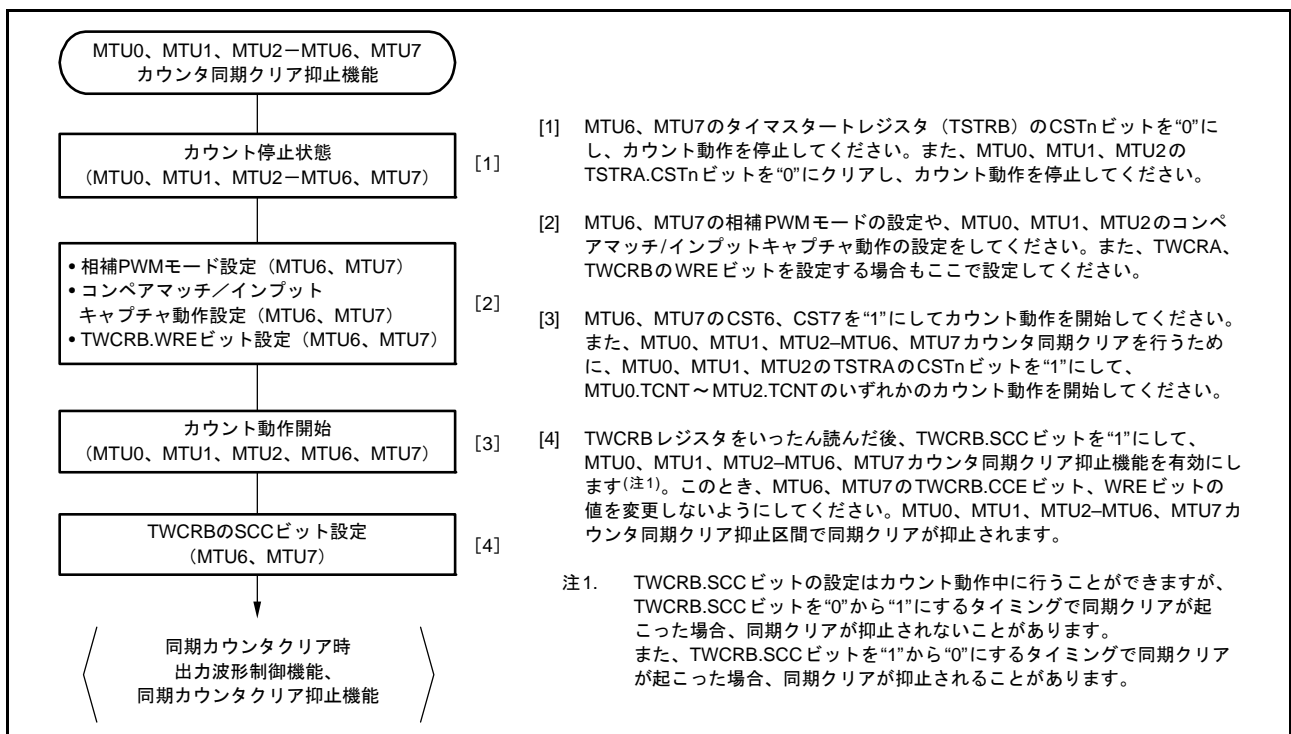 MTU0、MTU1、MTU2－MTU6、MTU7
カウンタ同期クリア抑止機能
カウント停止状態
（MTU0、MTU1、MTU2－MTU6、MTU7）
[1]
• 相補PWMモード設定（MTU6、MTU7）
• コンペアマッチ／インプット
キャプチャ動作設定（MTU6、MTU7）
• TWCRB.WREビット設定（MTU6、MTU7）
[2]
カウント動作開始
（MTU0、MTU1、MTU2、MTU6、MTU7）
[3]
TWCRBのSCCビット設定
（MTU6、MTU7）
[4]
同期カウンタクリア時
出力波形制御機能、
同期カウンタクリア抑止機能
[1] MTU6、MTU7のタイマスタートレジスタ（TSTRB）のCSTnビットを“0”に
し、カウント動作を停止してください。また、MTU0、MTU1、MTU2の
TSTRA.CSTnビットを“0”にクリアし、カウント動作を停止してください。
[2] MTU6、MTU7の相補PWMモードの設定や、MTU0、MTU1、MTU2のコンペ
アマッチ/インプットキャプチャ動作の設定をしてください。また、TWCRA、
TWCRBのWREビットを設定する場合もここで設定してください。
[3] MTU6、MTU7のCST6、CST7を“1”にしてカウント動作を開始してください。
また、MTU0、MTU1、MTU2–MTU6、MTU7カウンタ同期クリアを行うため
に、MTU0、MTU1、MTU2のTSTRAのCSTnビットを“1”にして、
MTU0.TCNT～MTU2.TCNTのいずれかのカウント動作を開始してください。
[4] TWCRBレジスタをいったん読んだ後、TWCRB.SCCビットを“1”にして、
MTU0、MTU1、MTU2–MTU6、MTU7カウンタ同期クリア抑止機能を有効にし
ます(注1)。このとき、MTU6、MTU7のTWCRB.CCEビット、WREビットの
値を変更しないようにしてください。MTU0、MTU1、MTU2–MTU6、MTU7カ
ウンタ同期クリア抑止区間で同期クリアが抑止されます。
注1. TWCRB.SCCビットの設定はカウント動作中に行うことができますが、
TWCRB.SCCビットを“0”から“1”にするタイミングで同期クリアが起
こった場合、同期クリアが抑止されないことがあります。
また、TWCRB.SCCビットを“1”から“0”にするタイミングで同期クリア
が起こった場合、同期クリアが抑止されることがあります。